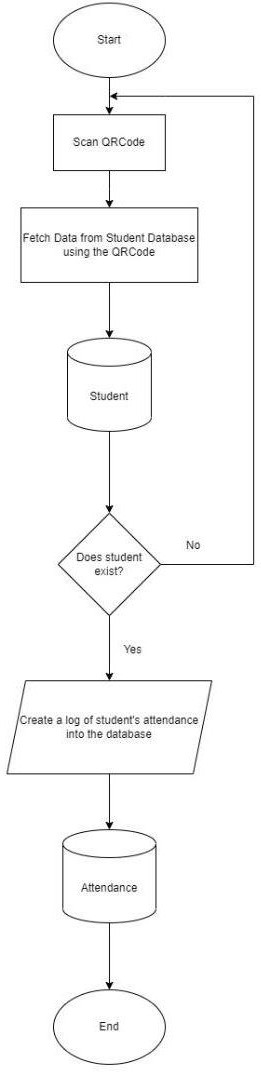 Start
Scan QRCode
Fetch Data from Student Database
using the QRCode
Student
Does student
exist?
No
Yes
Create a log of student's attendance
into the database
Attendance
End